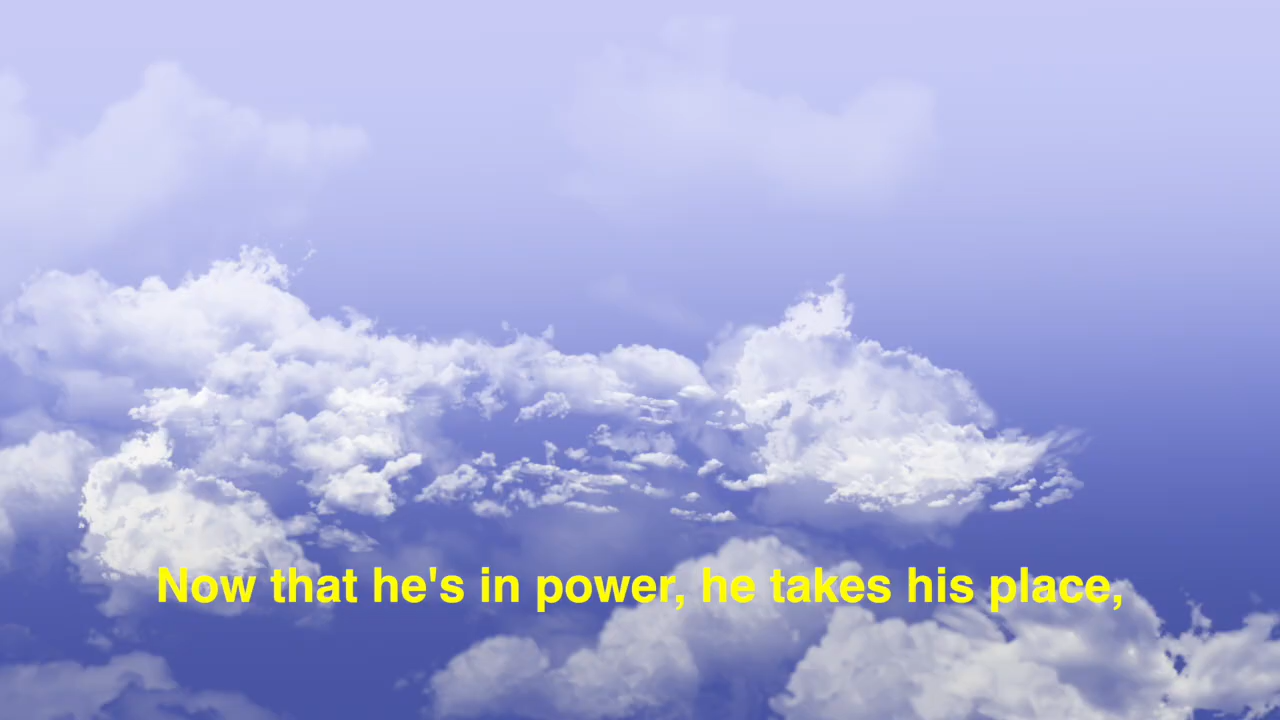 Now that he's in power, he takes his place,